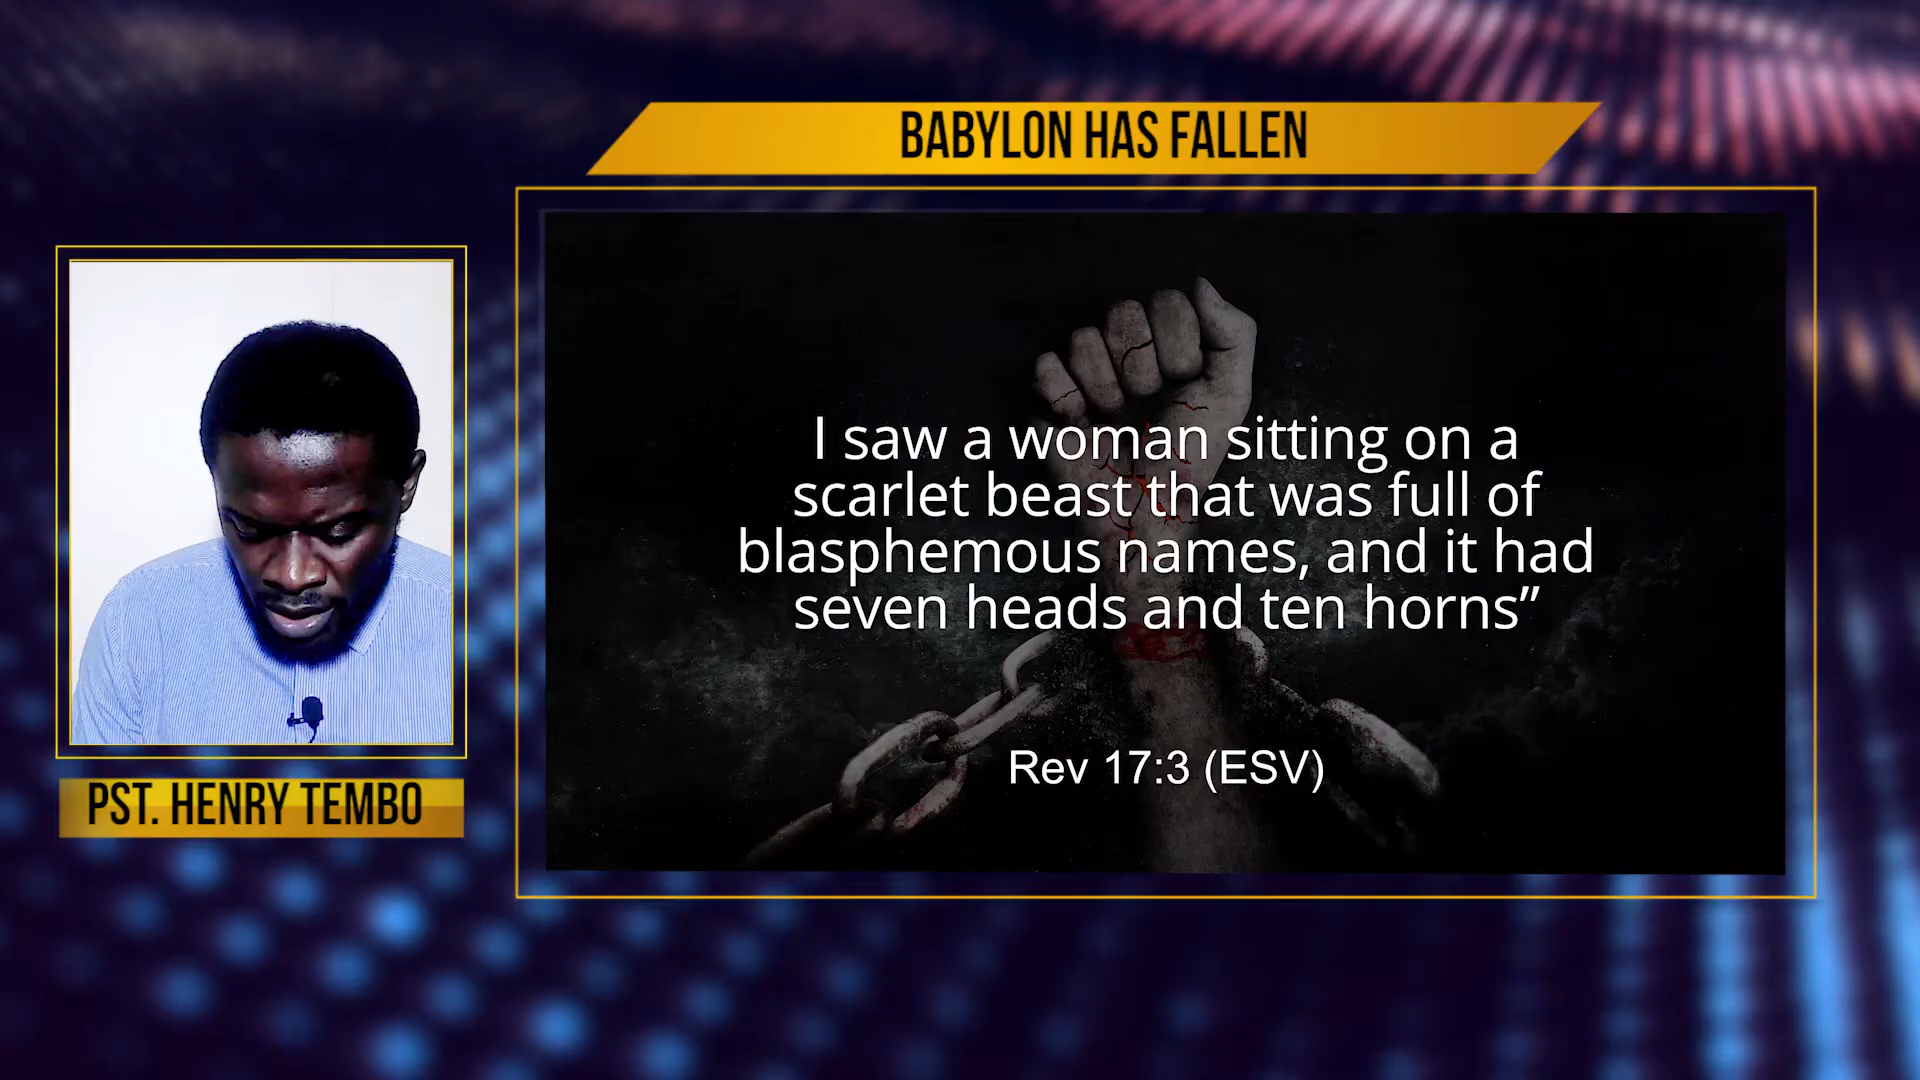 BABYLON HAS FALLEN
I saw a woman sitting on a
scarlet beast that was full of
blasphemous names, and it had
seven heads and ten horns”
Rev 17:3 (ESV)
PST. HENRY TEMBO